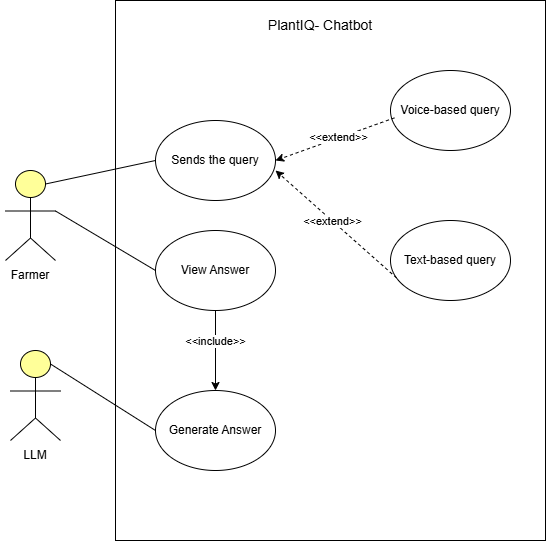 PlantIQ- Chatbot
Voice-based query
<<extend>>
Sends the query
<<extend>>
Text-based query
Farmer
View Answer
<<include>>
Generate Answer
LLM